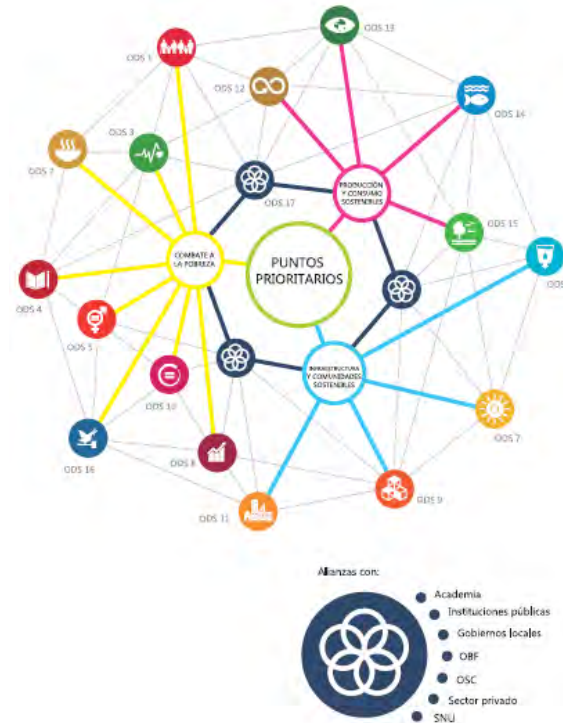 ODS 13
ODS 1
ODS 12
ODS 14
ODS 3
ODS 2
PRODUCCIÓN
Y CONSUMO
SOSTENIBLES
ODS 17
ODS 15
COMBATE A
LA POBREZA
PUNTOS
PRIORITARIOS
ODS
ODS 4
ODS 5
INFRAESTRUCTURA
Y COMUNIDADES
SOSTENIBLES
ODS 10
ODS 7
ODS 16
ODS 8
ODS 9
ODS 11
Alianzas con:
Academia
Instituciones públicas
Gobiernos locales
OBF
OSC
Sector privado
SNU